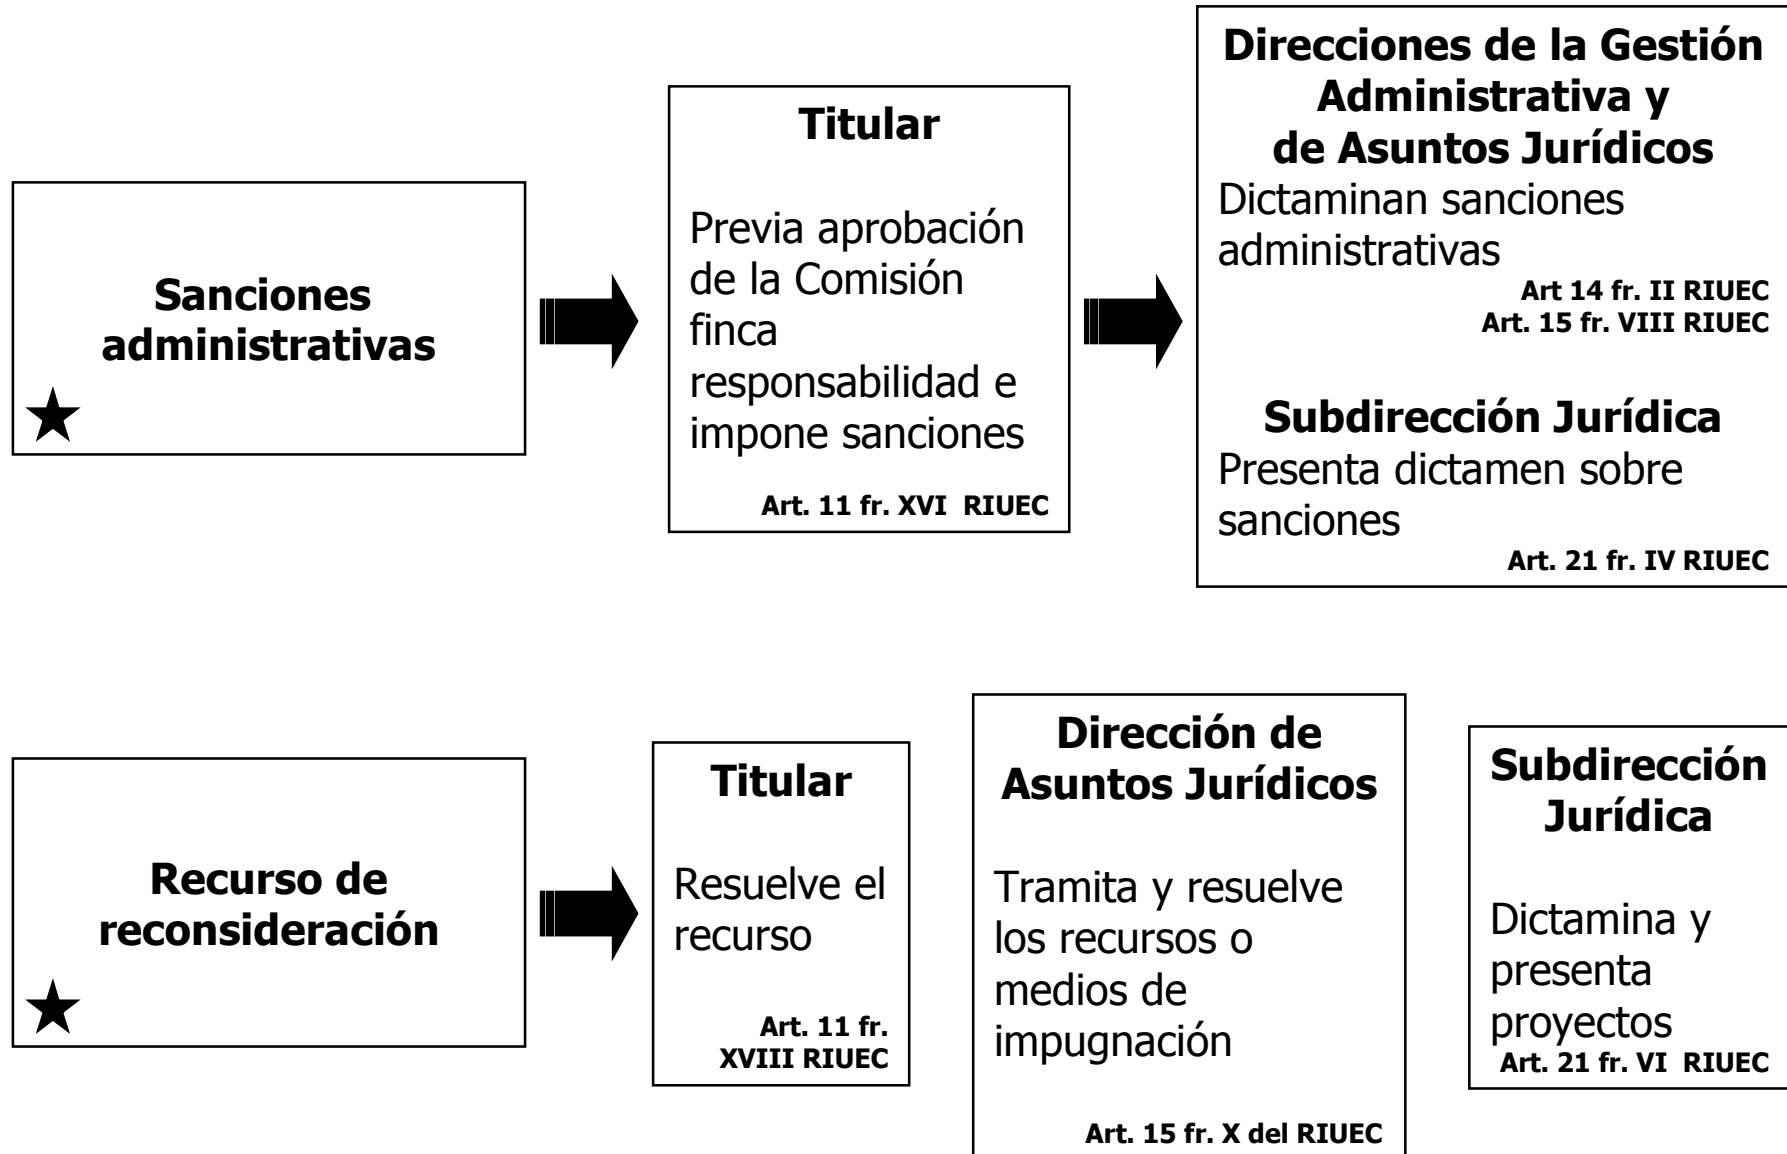 Sanciones
administrativas
Titular
Previa aprobación
de la Comisión
finca
responsabilidad e
impone sanciones
Art. 11 fr. XVI  RIUEC
Direcciones de la Gestión
Administrativa y
de Asuntos Jurídicos
Dictaminan sanciones
administrativas
Art 14 fr. II RIUEC
Art. 15 fr. VIII RIUEC
Subdirección Jurídica
Presenta dictamen sobre
sanciones
Art. 21 fr. IV RIUEC
Recurso de
reconsideración
Titular
Resuelve el
recurso
Art. 11 fr.
XVIII RIUEC
Dirección de
Asuntos Jurídicos
Tramita y resuelve
los recursos o
medios de
impugnación
Art. 15 fr. X del RIUEC
Subdirección
Jurídica
Dictamina y
presenta
proyectos
Art. 21 fr. VI  RIUEC